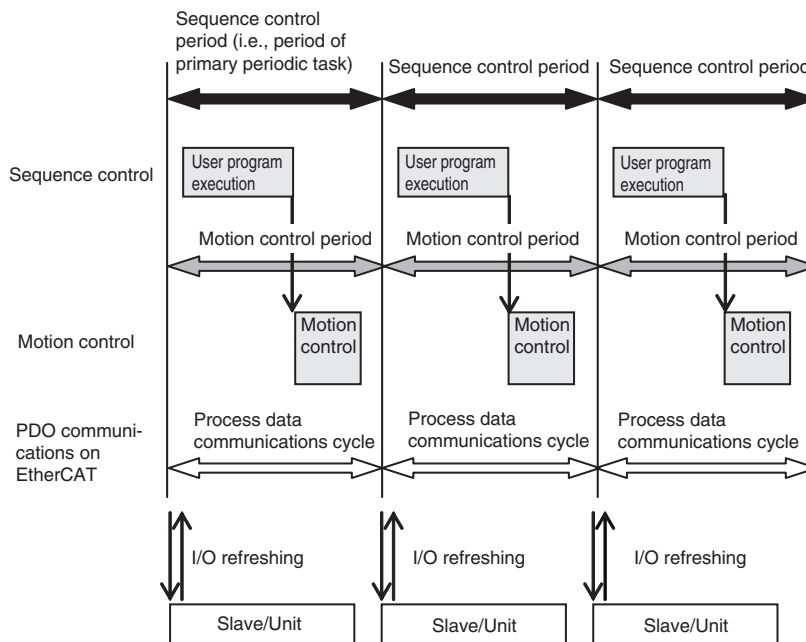 Sequence control
period (i.e., period of
primary periodic task)
Sequence control period
Sequence control period
Sequence control
User program
execution
User program
execution
User program
execution
Motion control period
Motion control period
Motion control period
Motion control
Motion
control
Motion
control
Motion
control
PDO communi-
cations on
EtherCAT
Process data
communications cycle
Process data
communications cycle
Process data
communications cycle
I/O refreshing
I/O refreshing
I/O refreshing
Slave/Unit
Slave/Unit
Slave/Unit